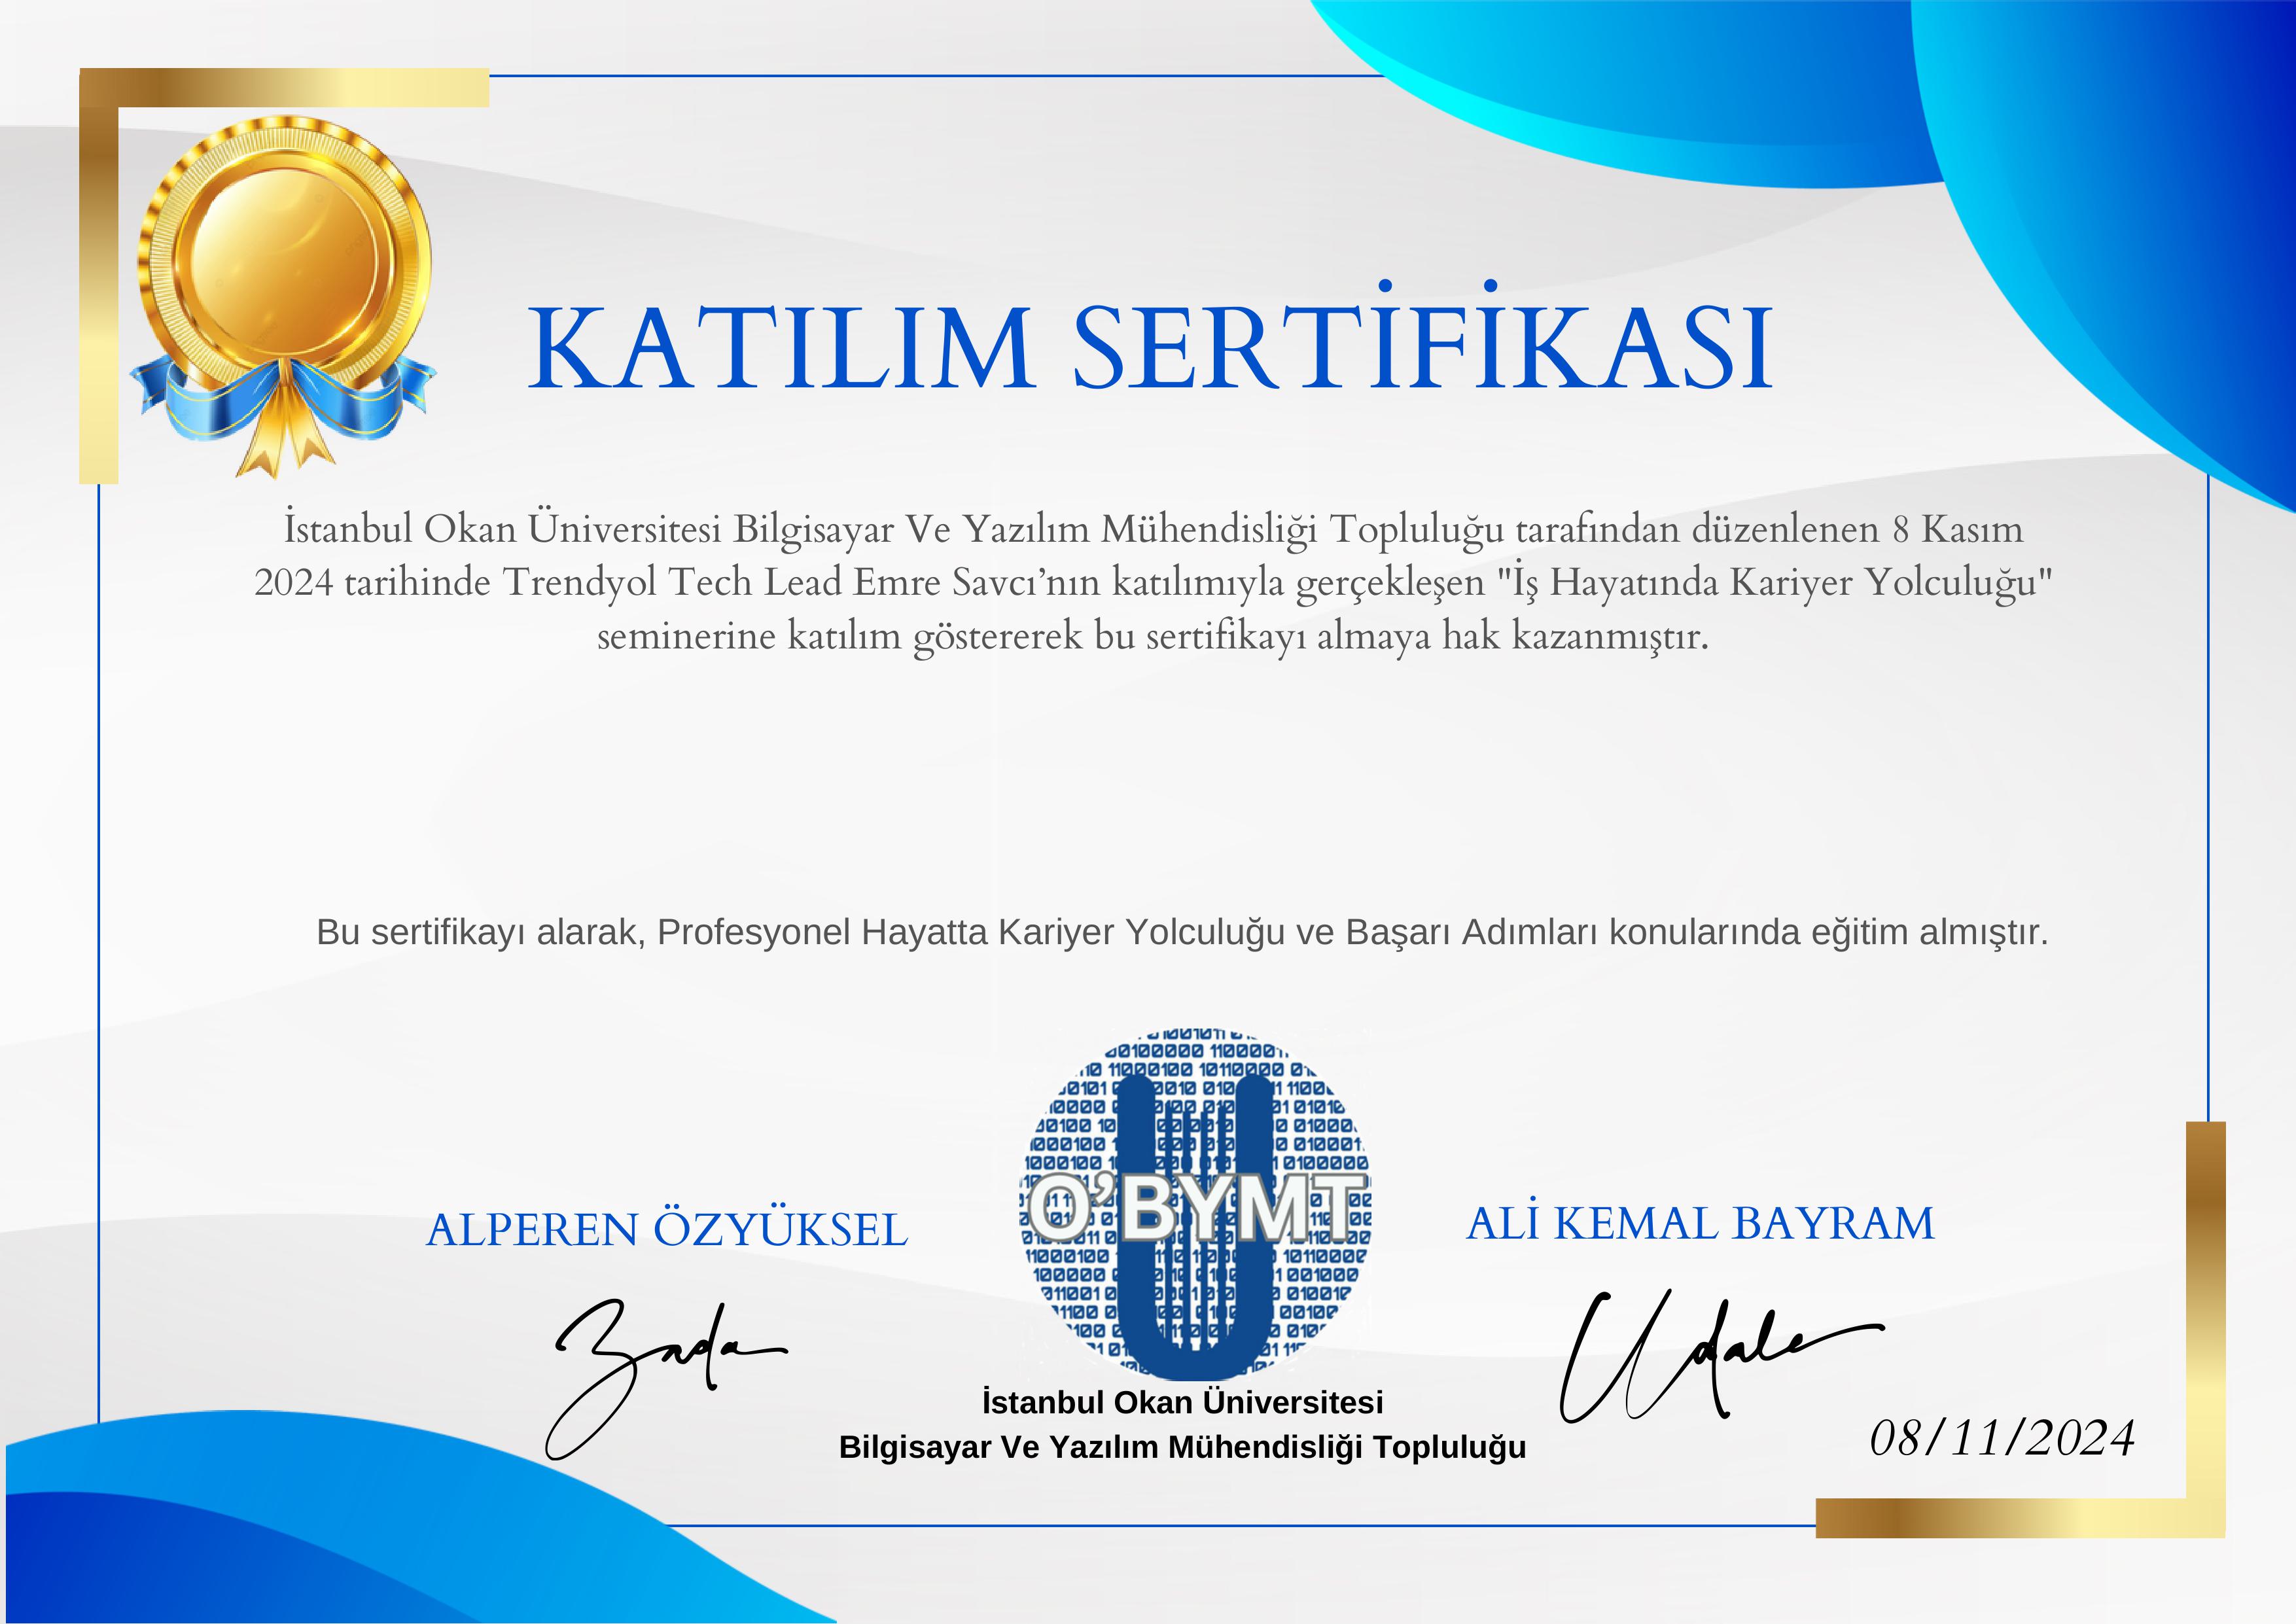 KATILIM SERTİFİKASI
İstanbul Okan Üniversitesi Bilgisayar Ve Yazılım Mühendisliği Topluluğu tarafından düzenlenen 8 Kasım
2024 tarihinde Trendyol Tech Lead Emre Savcı’nın katılımıyla gerçekleşen "İş Hayatında Kariyer Yolculuğu"
seminerine katılım göstererek bu sertifikayı almaya hak kazanmıştır.
Bu sertifikayı alarak, Profesyonel Hayatta Kariyer Yolculuğu ve Başarı Adımları konularında eğitim almıştır.
O’BYMT
ALPEREN ÖZYÜKSEL
ALİ KEMAL BAYRAM
İstanbul Okan Üniversitesi
Bilgisayar Ve Yazılım Mühendisliği Topluluğu
08/11/2024